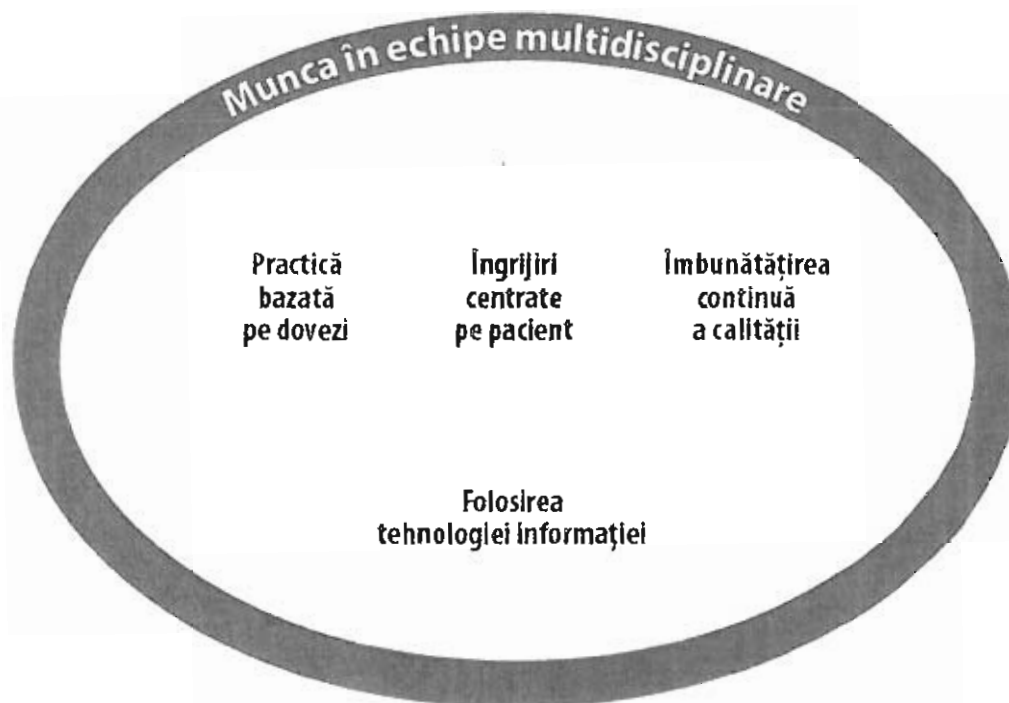 Munca în echipe multidisciplinare
Practică
bazată
pe dovezi
Îngrijiri
centrate
pe pacient
Îmbunătățirea
continuă
a calității
Folosirea
tehnologiei informației